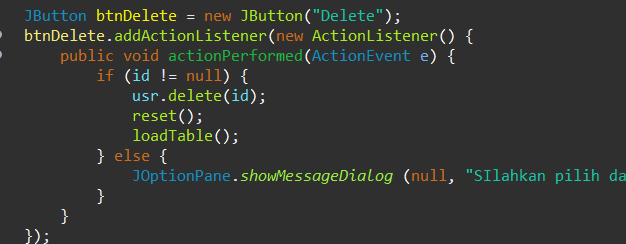 JButton btnDelete = new JButton("Delete");
btnDelete.addActionListener(new ActionListener() {
public void actionPerformed(ActionEvent e) {
if (id != null) {
usr.delete(id);
reset();
loadTable();
} else {
JOptionPane.showMessageDialog (null, "SIlahkan pilih da
}
}
});